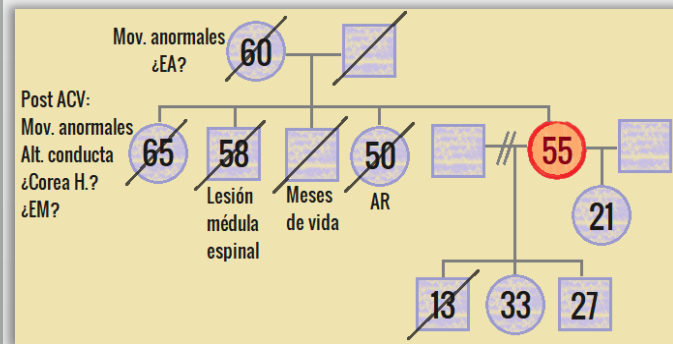 Mov. anormales
¿EA?
60
Post ACV:
Mov. anormales
Alt. conducta
¿Corea H.?
¿EM?
65
58
50
55
Lesión
médula
espinal
Meses
de vida
AR
21
13
33
27